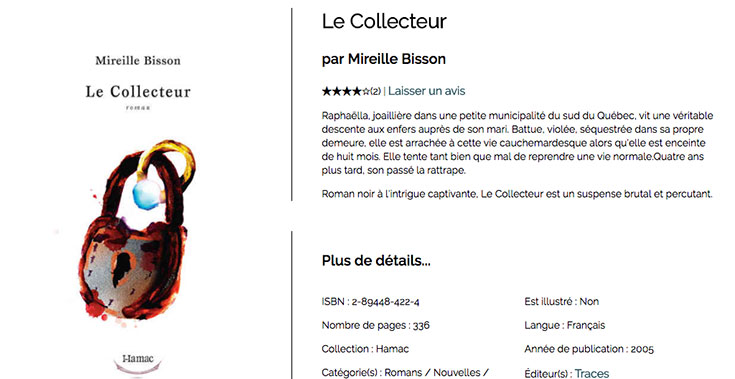 Mireille Bisson
Le Collecteur
roman
Hamac
Le Collecteur
par Mireille Bisson
★★★★☆(2) | Laisser un avis
Raphaëlla, joaillière dans une petite municipalité du sud du Québec, vit une véritable
descente aux enfers auprès de son mari. Battue, violée, séquestrée dans sa propre
demeure, elle est arrachée à cette vie cauchemardesque alors qu'elle est enceinte
de huit mois. Elle tente tant bien que mal de reprendre une vie normale.Quatre ans
plus tard, son passé la rattrape.
Roman noir à l'intrigue captivante, Le Collecteur est un suspense brutal et percutant.
Plus de détails...
ISBN : 2-89448-422-4
Est illustré : Non
Nombre de pages : 336
Langue : Français
Collection : Hamac
Année de publication : 2005
Catégorie(s) : Romans / Nouvelles /
Éditeur(s) : Traces